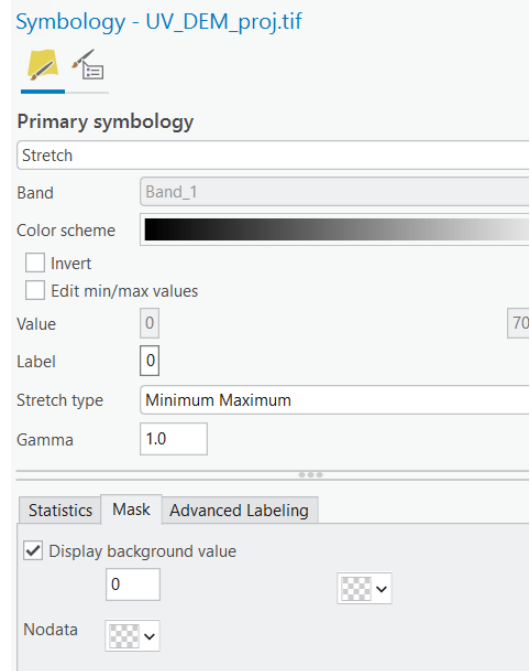 Symbology - UV_DEM_proj.tif
Primary symbology
Stretch
Band Band_1
Color scheme
Invert
Edit min/max values
Value 0 70
Label 0
Stretch type Minimum Maximum
Gamma 1.0
Statistics Mask Advanced Labeling
Display background value
0
Nodata